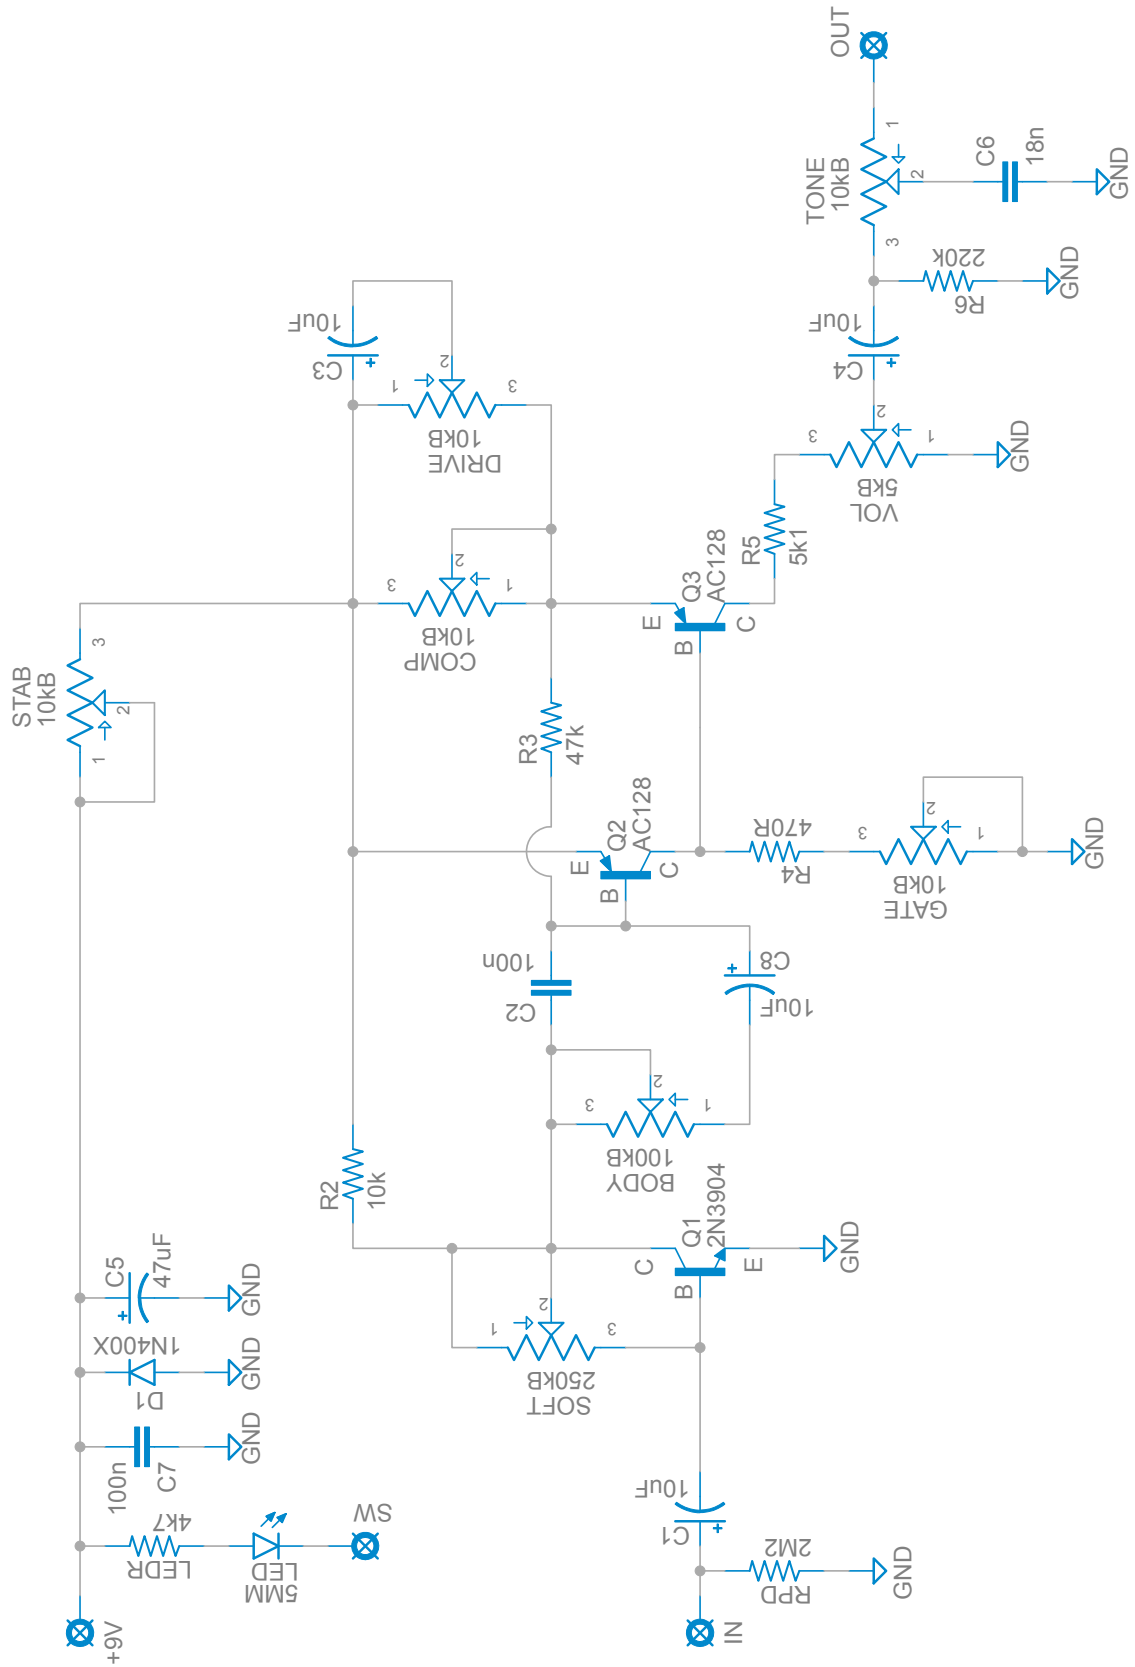 OUT
TONE
10kB
1
2
3
C6
18n
GND
220k
R6
GND
10uF
C4
3
2
1
5kB
VOL
GND
10uF
C3
1
2
3
10kB
DRIVE
R5
5k1
STAB
10kB
3
2
1
3
2
1
10kB
COMP
E
B
C
Q3
AC128
R3
47k
E
B
C
Q2
AC128
470R
R4
3
2
1
10kB
GATE
GND
100n
C2
C8
10uF
3
2
1
100kB
BODY
R2
10k
C
B
E
Q1
2N3904
GND
1
2
3
250kB
SOFT
C5
47uF
GND
1N400X
D1
GND
100n
C7
GND
4k7
LEDR
LED
5MM
SW
10uF
C1
2M2
RPD
GND
+9V
IN